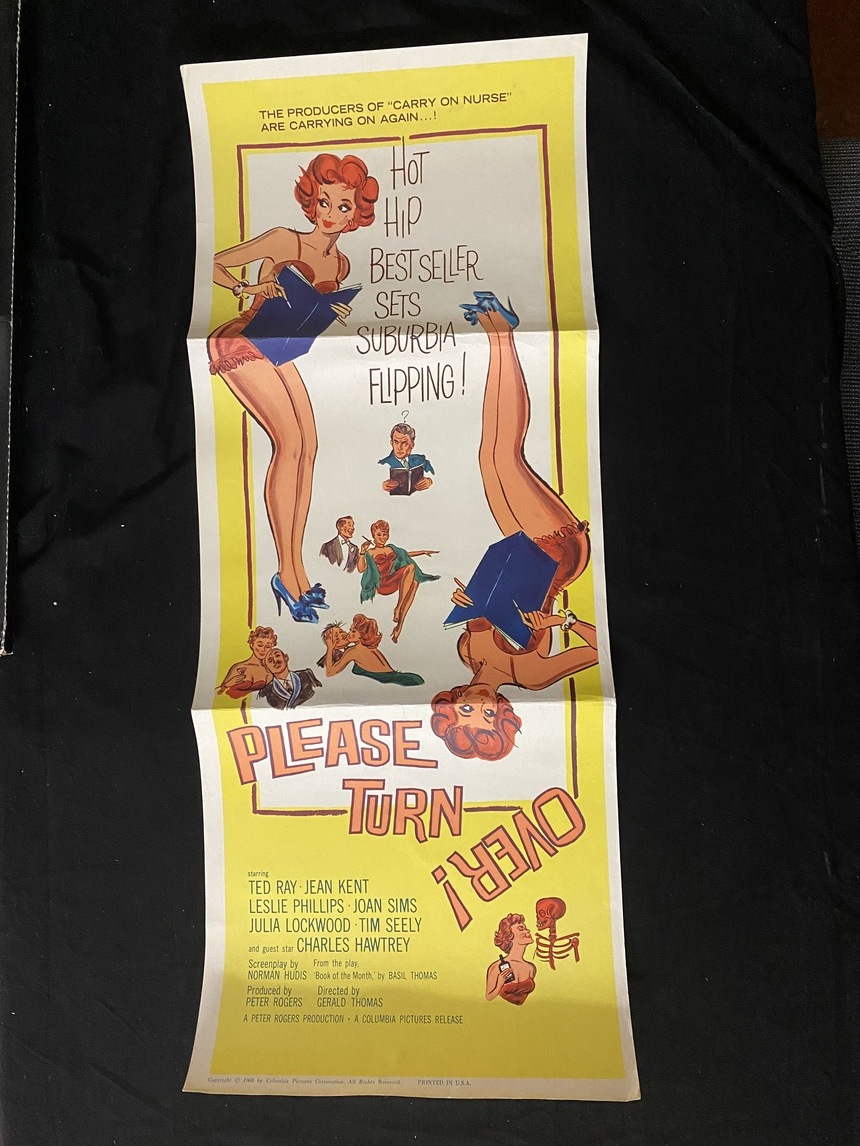 THE PRODUCERS OF "CARRY ON NURSE"
ARE CARRYING ON AGAIN...!
HOT
HIP
BEST SELLER
SETS
SUBURBIA
FLIPPING!
?
PLEASE
TURN
OVER!
starring
TED RAY · JEAN KENT
LESLIE PHILLIPS · JOAN SIMS
JULIA LOCKWOOD · TIM SEELY
and guest star CHARLES HAWTREY
Screenplay by From the play,
NORMAN HUDIS 'Book of the Month,' by BASIL THOMAS
Produced by Directed by
PETER ROGERS GERALD THOMAS
A PETER ROGERS PRODUCTION · A COLUMBIA PICTURES RELEASE
Copyright © 1960 by Columbia Pictures Corporation. All Rights Reserved. PRINTED IN U.S.A.